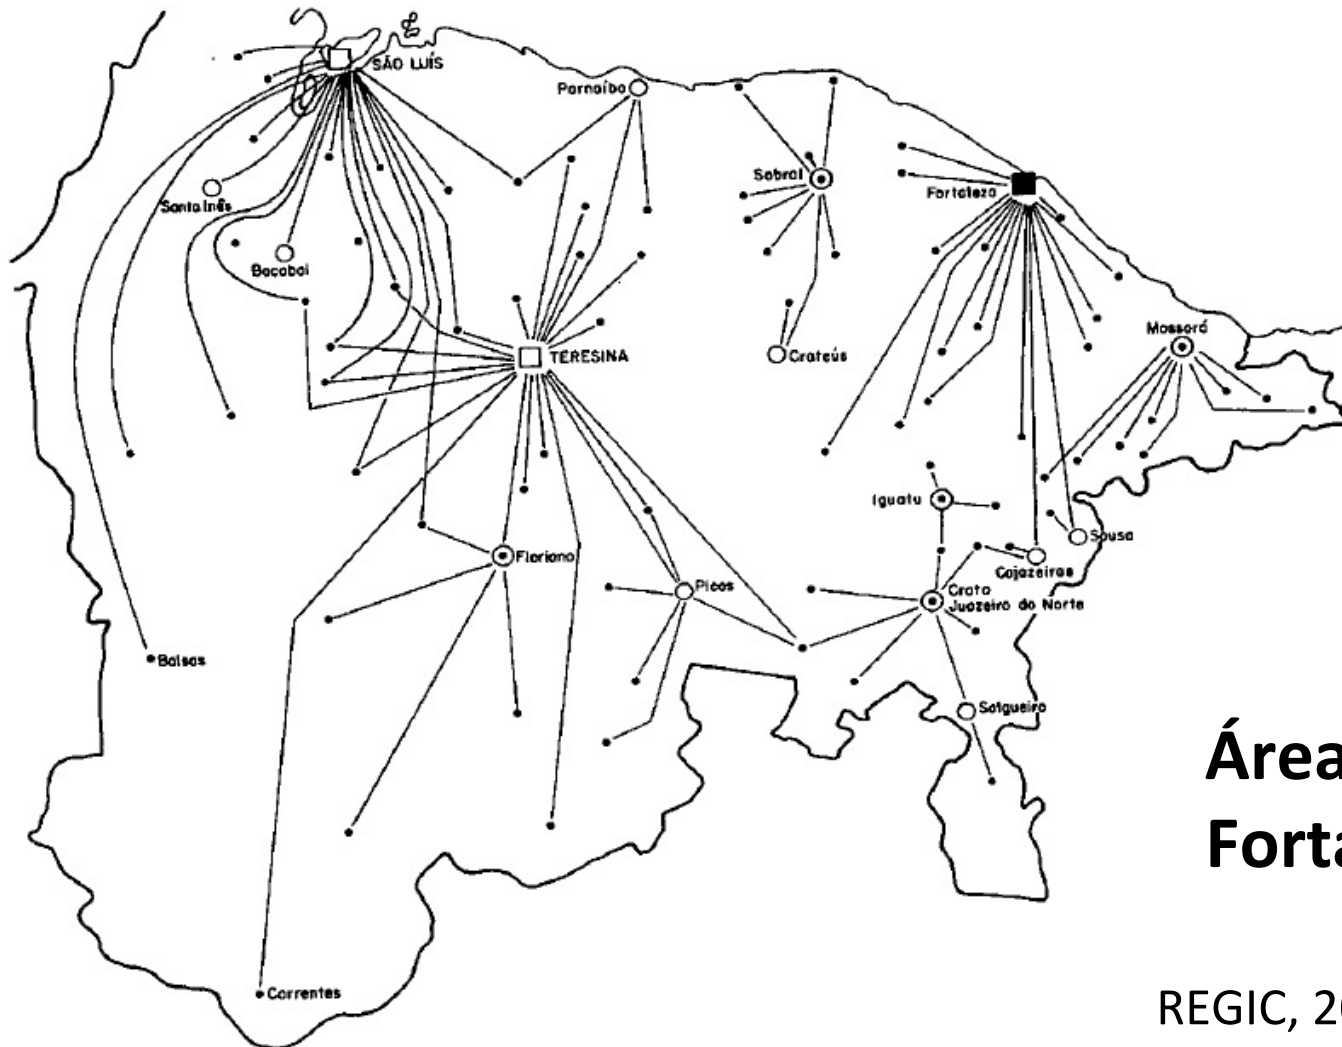 SÃO LUÍS
Parnaíba
Sobral
Fortaleza
Santa Inês
Bacabal
Mossoró
TERESINA
Crateús
Iguatu
Sousa
Floriano
Cajazeiras
Picos
Crato
Juazeiro do Norte
Balsas
Salgueiro
Área
Forta
Correntes
REGIC, 20